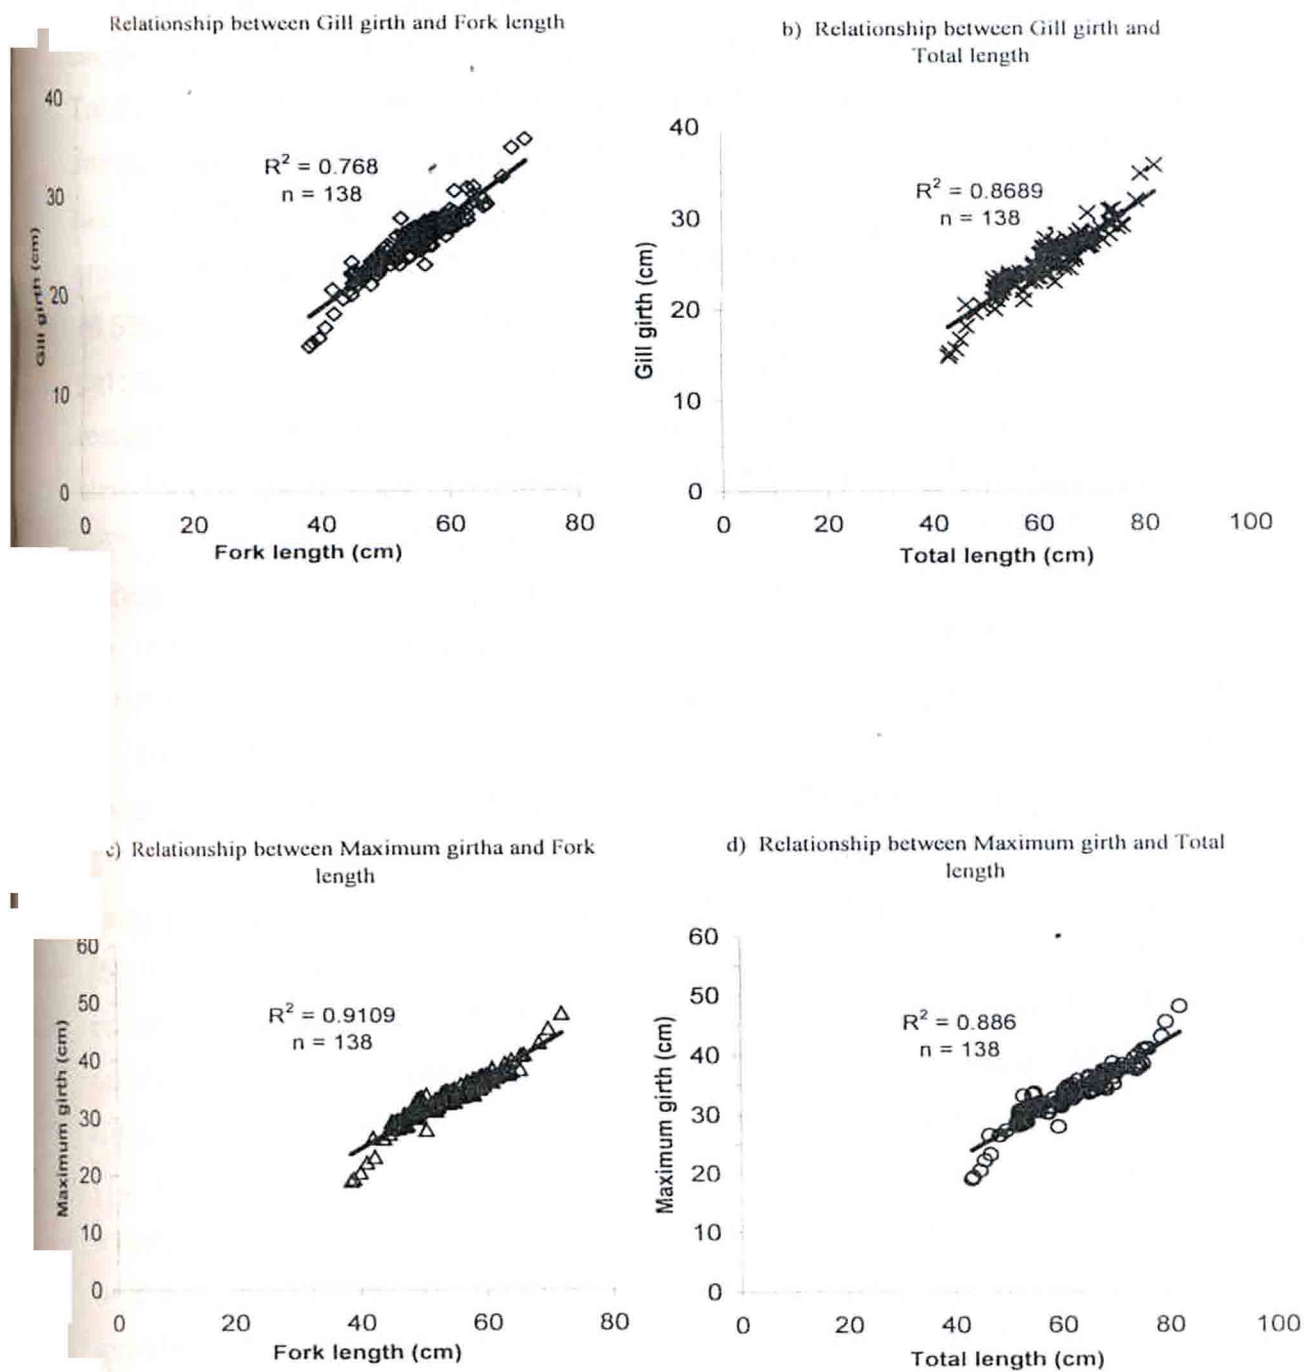 Relationship between Gill girth and Fork length
40
30
20
10
0
Gill girth (cm)
R² = 0.768
n = 138
0 20 40 60 80
Fork length (cm)
b) Relationship between Gill girth and
Total length
40
30
20
10
0
Gill girth (cm)
R² = 0.8689
n = 138
0 20 40 60 80 100
Total length (cm)
c) Relationship between Maximum girtha and Fork
length
60
50
40
30
20
10
0
Maximum girth (cm)
R² = 0.9109
n = 138
0 20 40 60 80
Fork length (cm)
d) Relationship between Maximum girth and Total
length
60
50
40
30
20
10
0
Maximum girth (cm)
R² = 0.886
n = 138
0 20 40 60 80 100
Total length (cm)